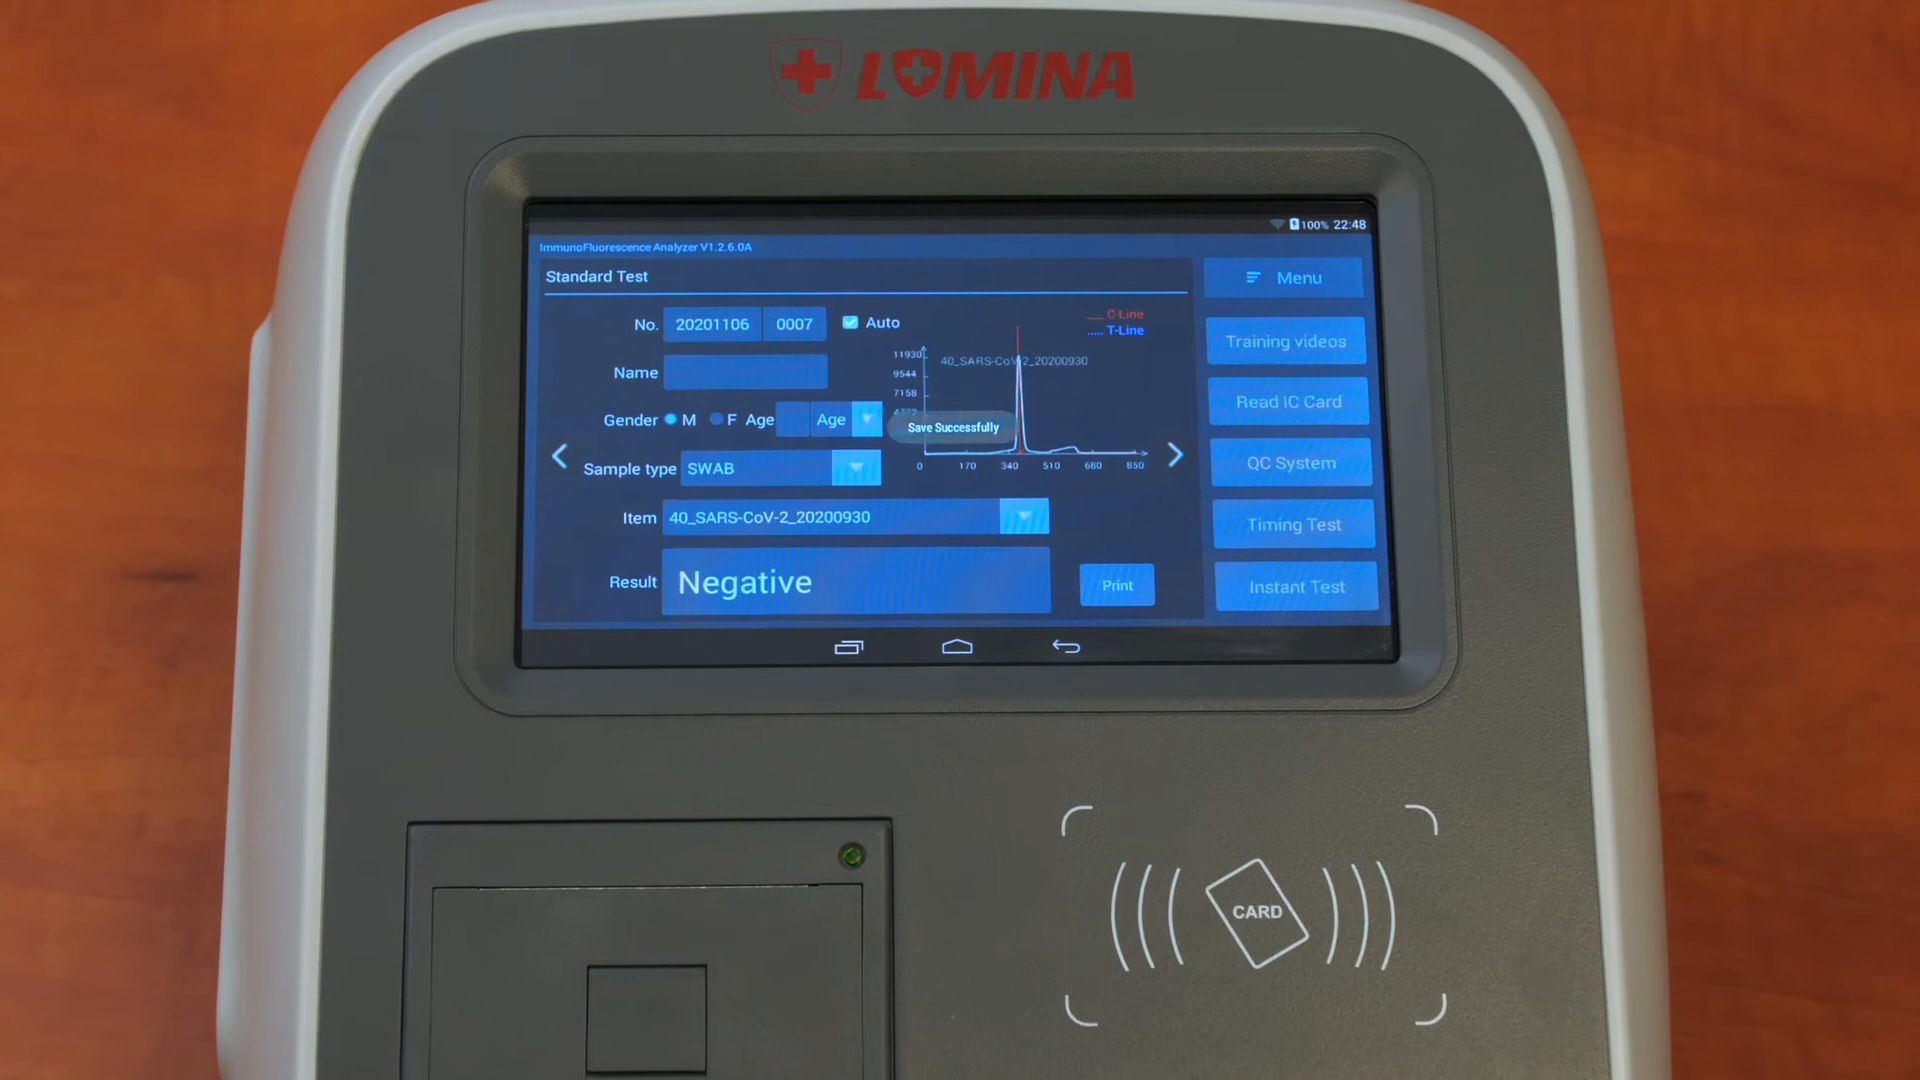 LOMINA
100% 22:48
ImmunoFluorescence Analyzer V1.2.6.0A
Standard Test
Menu
No. 20201106 0007 Auto
C-Line
T-Line
Training videos
Name
11930
9544
7158
4772
40_SARS-CoV-2_20200930
Read IC Card
Gender M F Age Age
Save Successfully
0 170 340 510 680 850
Sample type SWAB
QC System
Item 40_SARS-CoV-2_20200930
Timing Test
Result Negative
Print
Instant Test
CARD